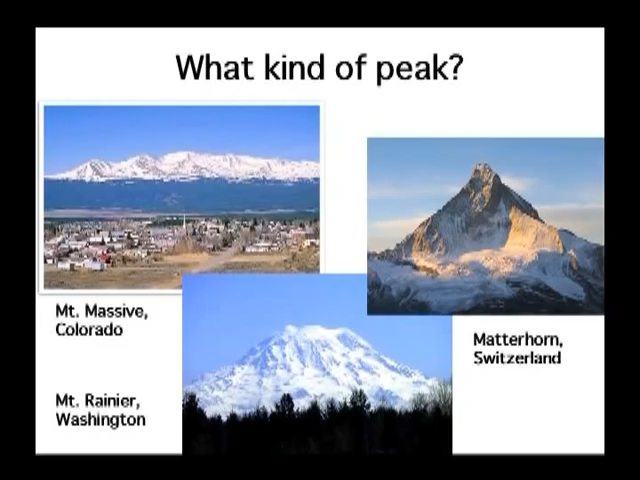 What kind of peak?
Mt. Massive,
Colorado
Matterhorn,
Switzerland
Mt. Rainier,
Washington